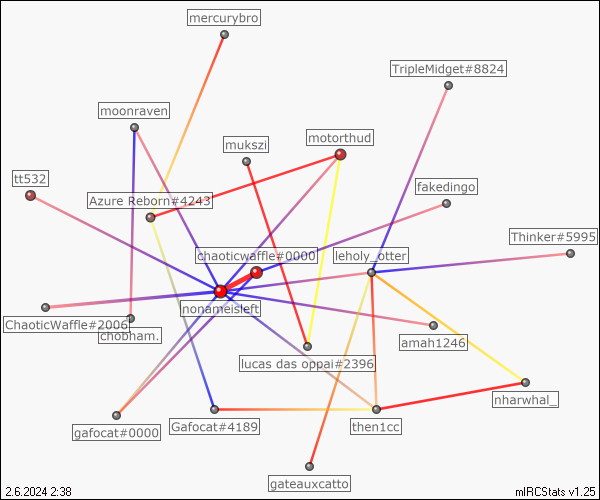 mercurybro
TripleMidget#8824
moonraven
motorthud
mukszi
tt532
fakedingo
Azure Reborn#4243
Thinker#5995
chaoticwaffle#0000
leholy_otter
nonameisleft
ChaoticWaffle#2006
chobham.
amah1246
lucas das oppai#2396
nharwhal_
gafocat#0000
Gafocat#4189
then1cc
gateauxcatto
2.6.2024 2:38
mIRCStats v1.25